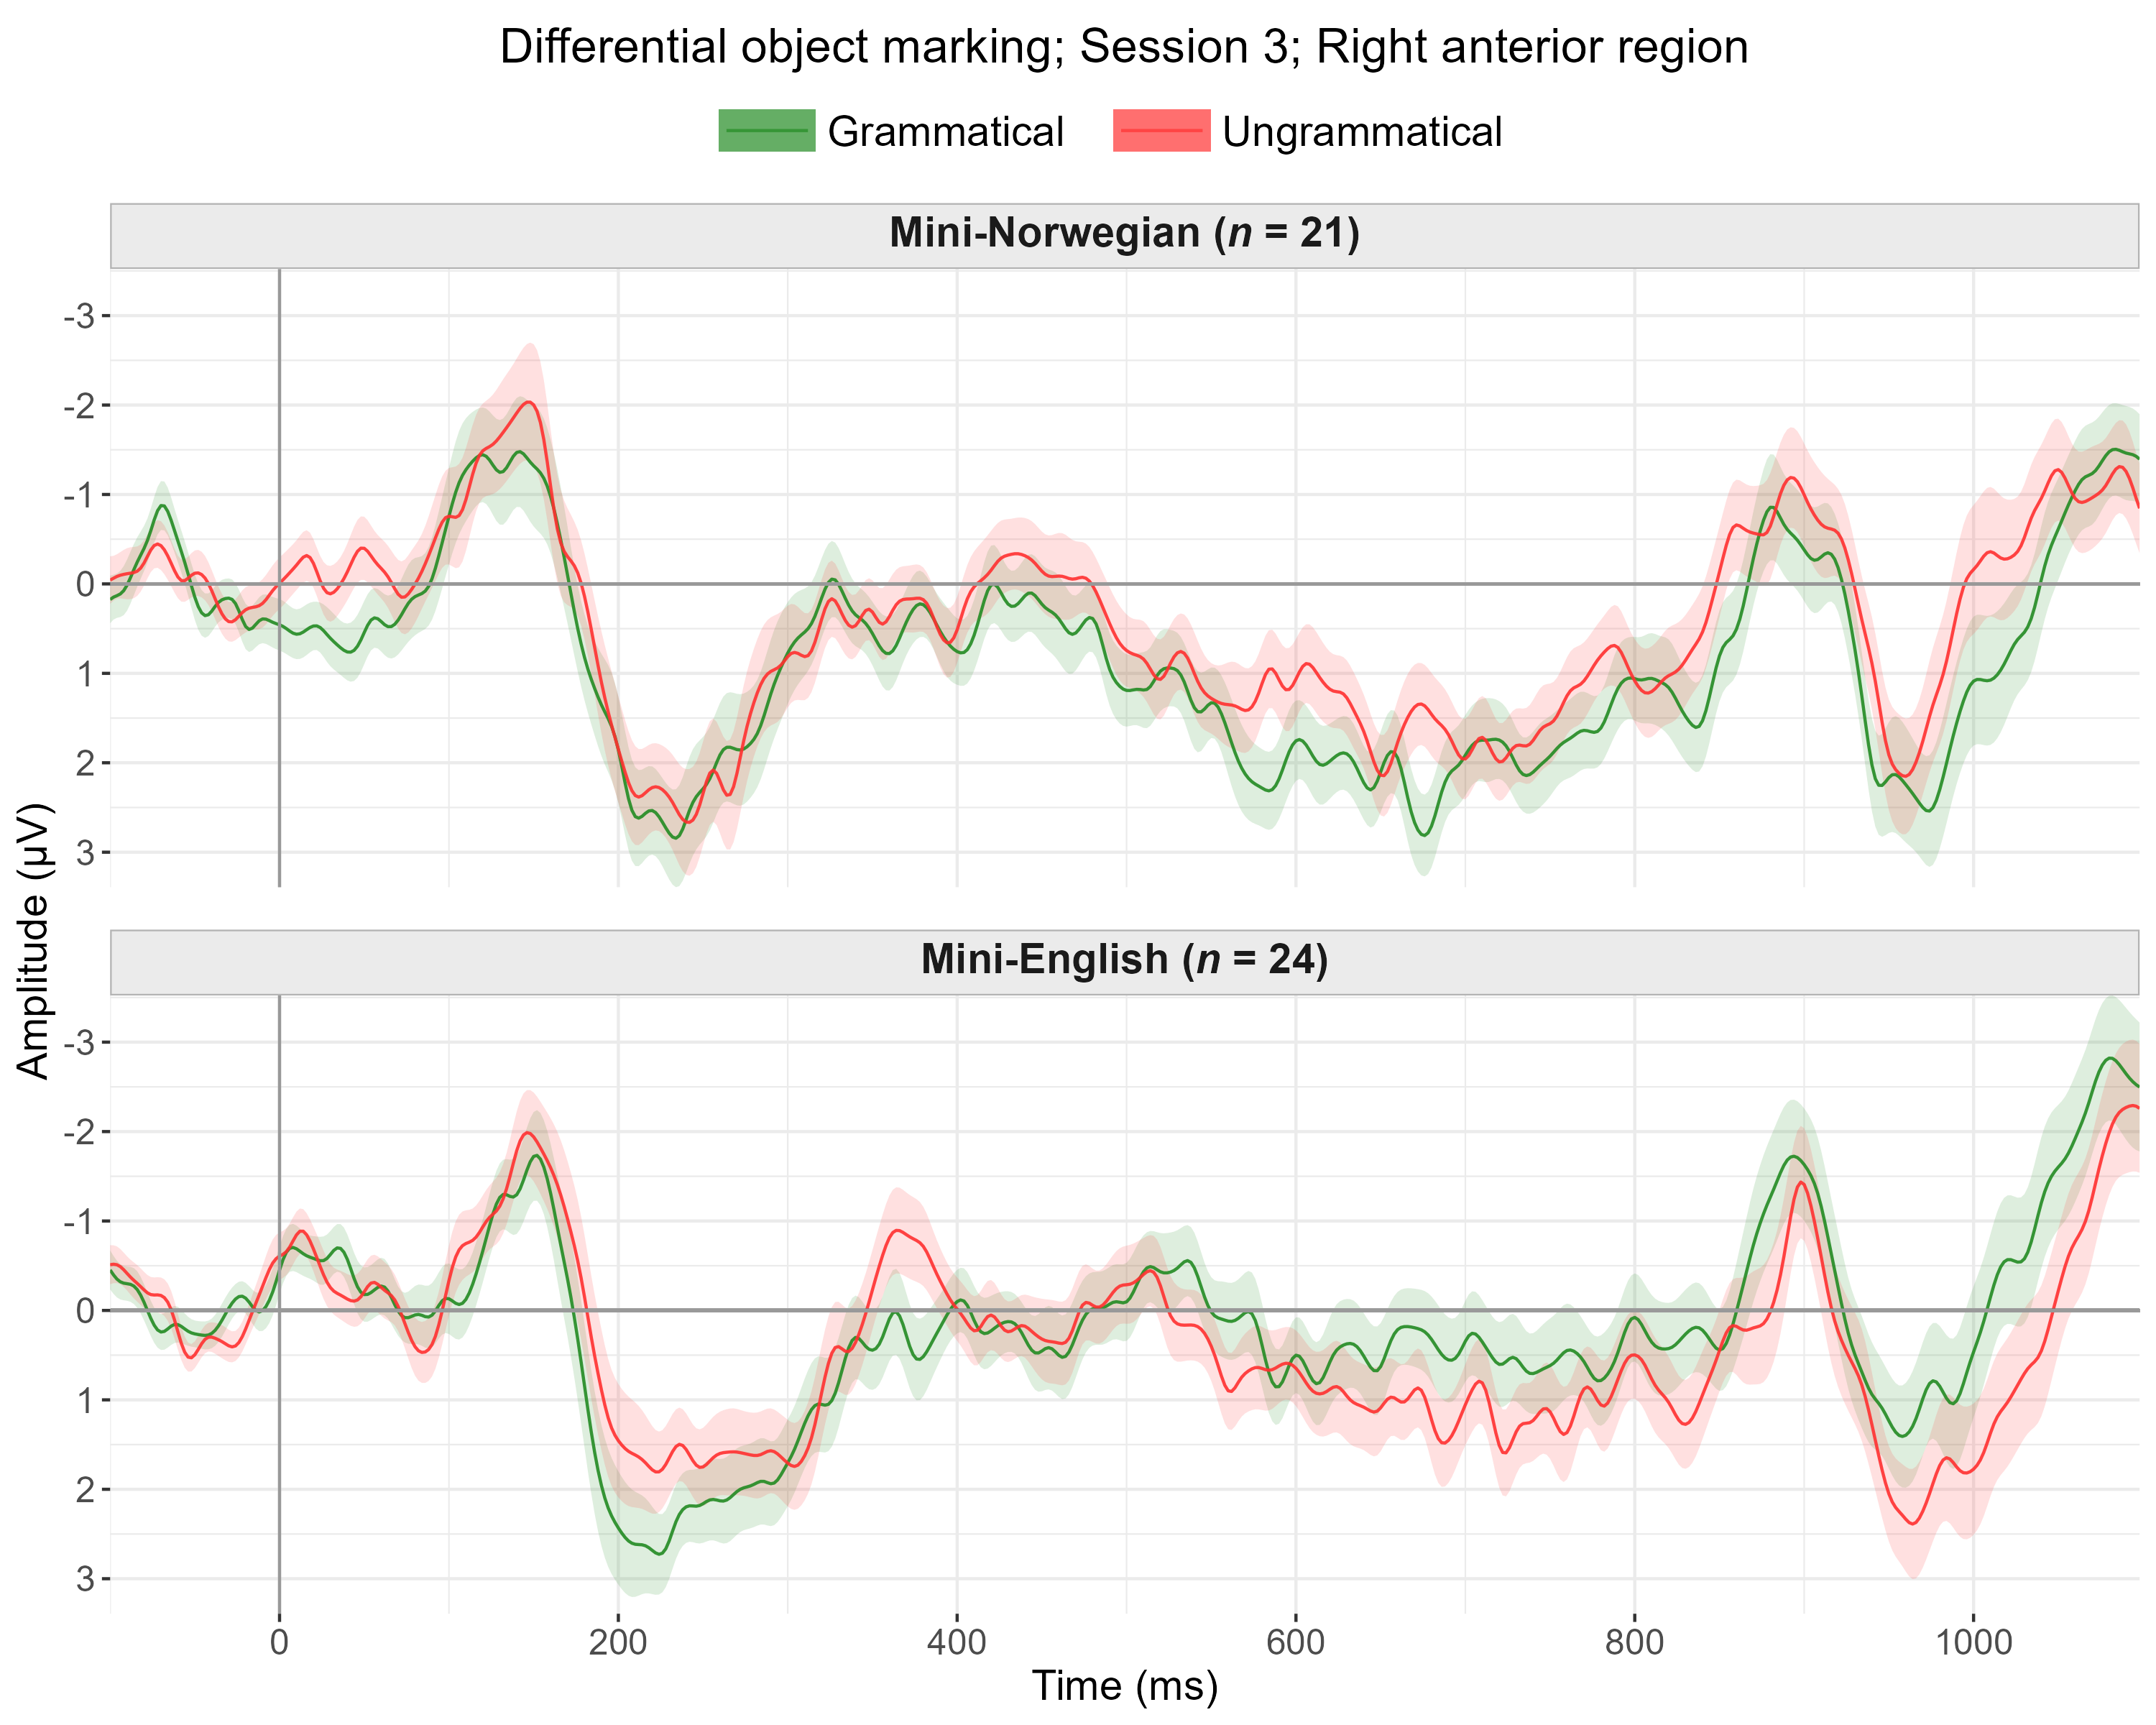 Differential object marking; Session 3; Right anterior region
Grammatical Ungrammatical
Mini-Norwegian (n = 21)
-3
-2
-1
0
1
2
3
Amplitude (µV)
Mini-English (n = 24)
-3
-2
-1
0
1
2
3
0 200 400 600 800 1000
Time (ms)